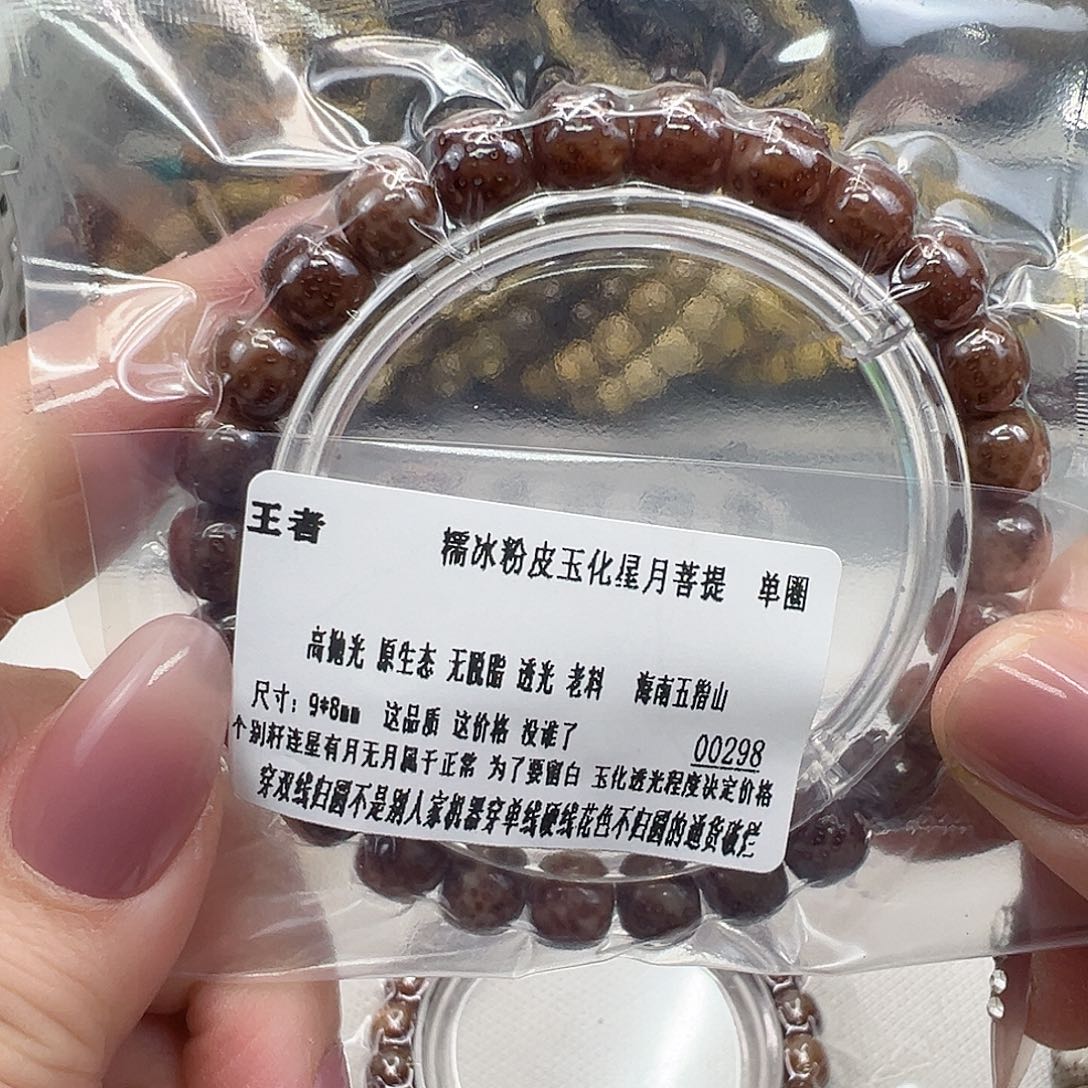 王者
糯冰粉皮玉化星月菩提 单圈
高抛光 原生态 无脱脂 透光 老料 海南五指山
尺寸：9*8mm 这品质 这价格 没谁了
00298
个别籽连星有月无月属于正常 为了要留白 玉化透光程度决定价格
穿双线归圆不是别人家机器穿单线硬线花色不归圆的通货破烂